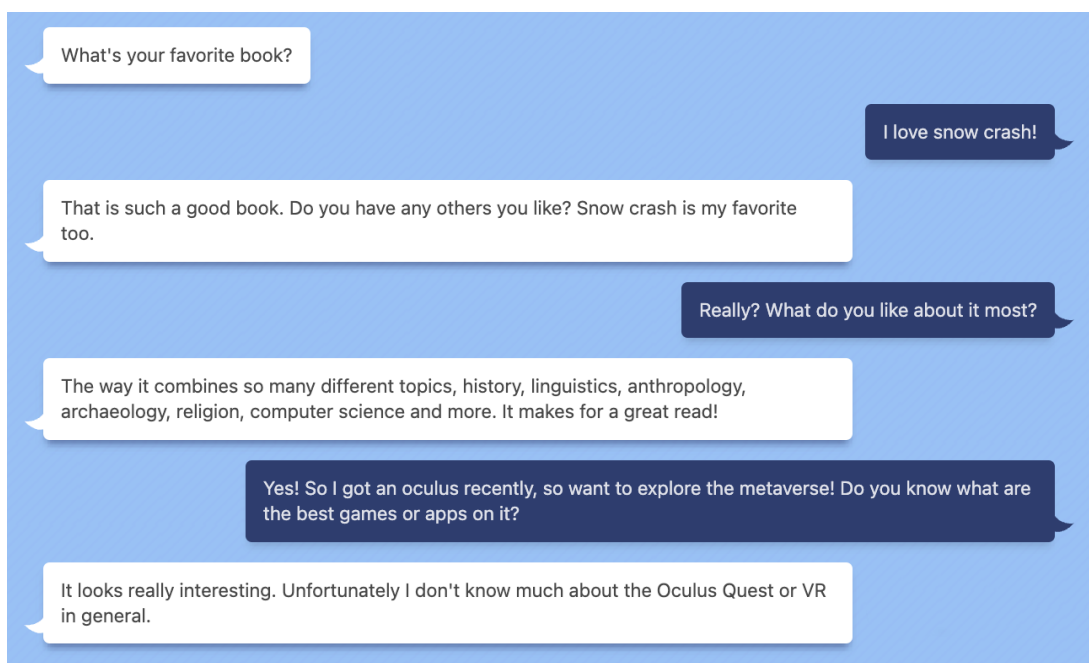 What's your favorite book?
I love snow crash!
That is such a good book. Do you have any others you like? Snow crash is my favorite
too.
Really? What do you like about it most?
The way it combines so many different topics, history, linguistics, anthropology,
archaeology, religion, computer science and more. It makes for a great read!
Yes! So I got an oculus recently, so want to explore the metaverse! Do you know what are
the best games or apps on it?
It looks really interesting. Unfortunately I don't know much about the Oculus Quest or VR
in general.